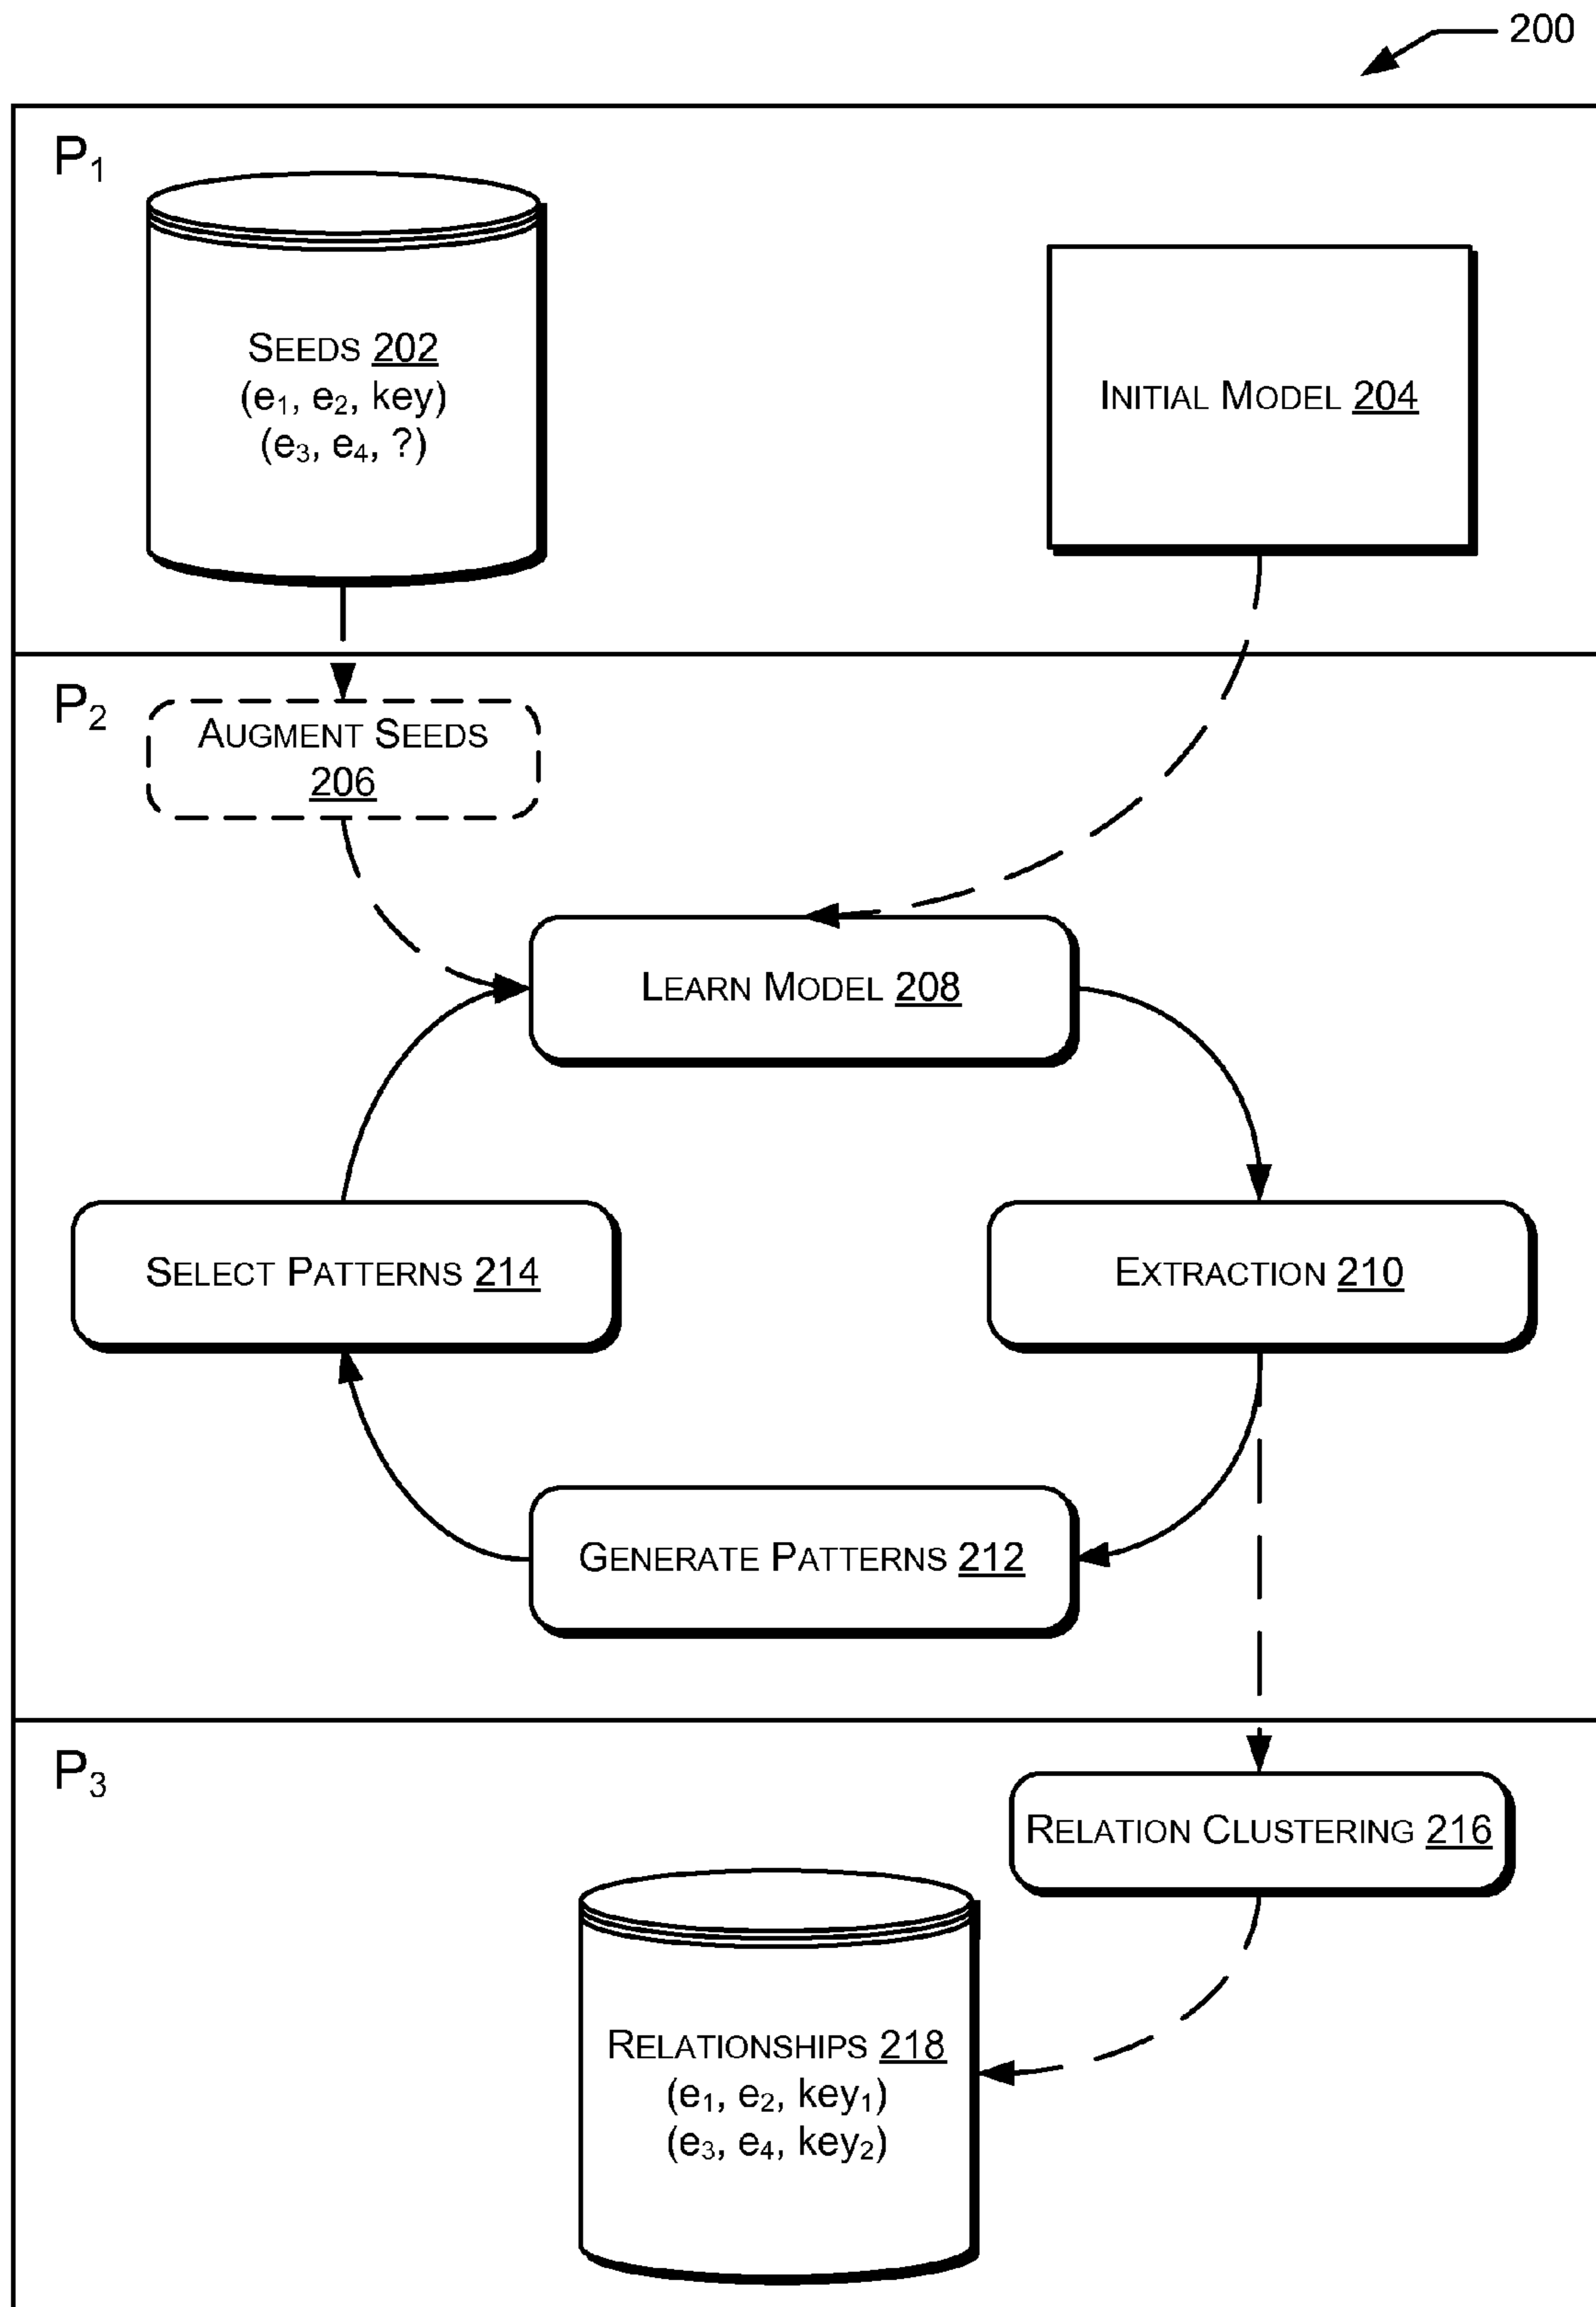 200
P₁
SEEDS 202
(e₁, e₂, key)
(e₃, e₄, ?)
INITIAL MODEL 204
P₂
AUGMENT SEEDS
206
LEARN MODEL 208
SELECT PATTERNS 214
EXTRACTION 210
GENERATE PATTERNS 212
P₃
RELATION CLUSTERING 216
RELATIONSHIPS 218
(e₁, e₂, key₁)
(e₃, e₄, key₂)